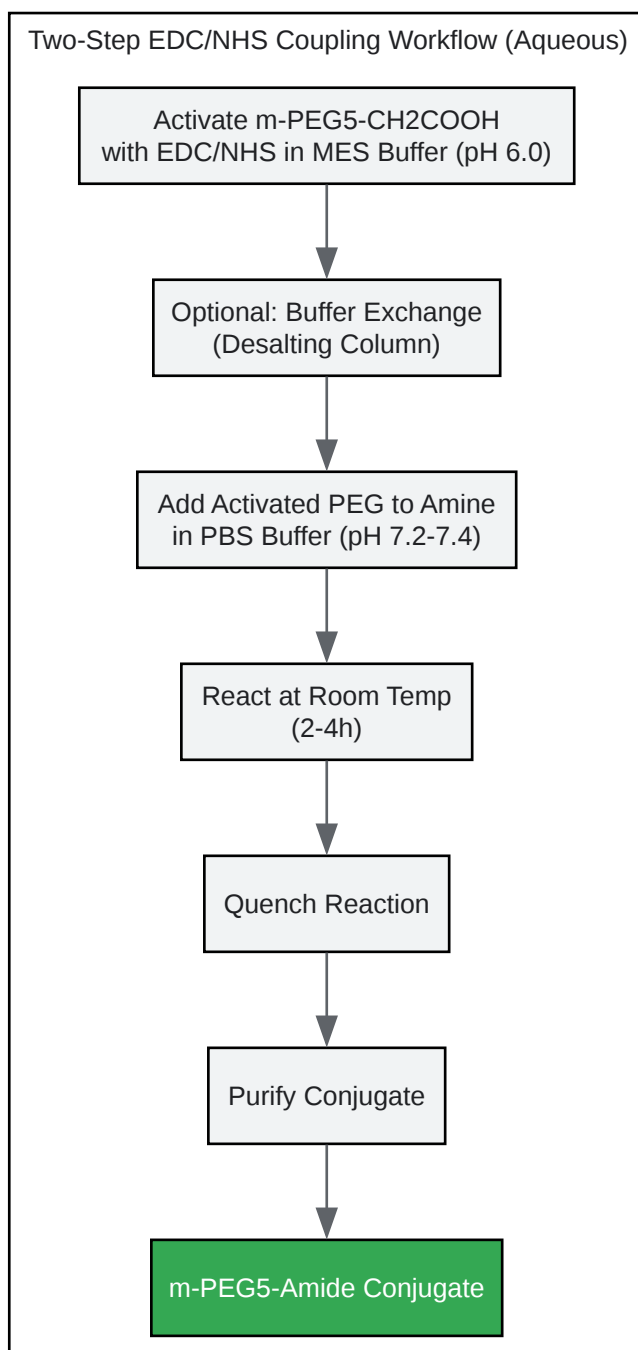 Two-Step EDC/NHS Coupling Workflow (Aqueous)
Activate m-PEG5-CH2COOH
with EDC/NHS in MES Buffer (pH 6.0)
Optional: Buffer Exchange
(Desalting Column)
Add Activated PEG to Amine
in PBS Buffer (pH 7.2-7.4)
React at Room Temp
(2-4h)
Quench Reaction
Purify Conjugate
m-PEG5-Amide Conjugate